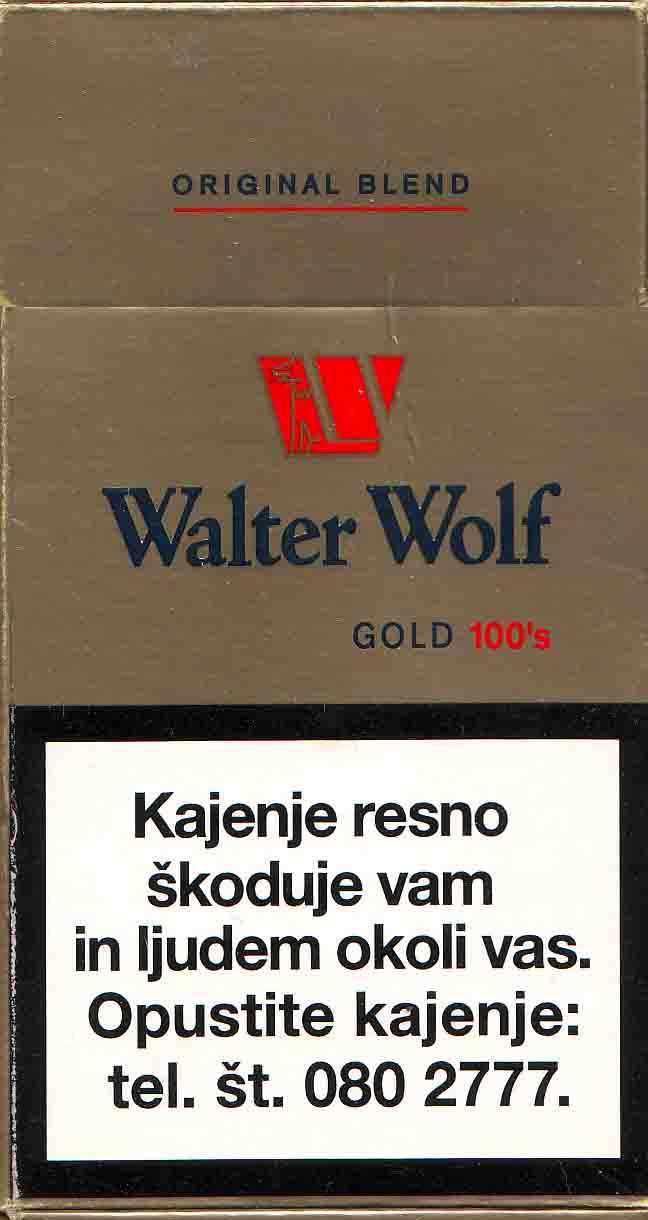 ORIGINAL BLEND
Walter Wolf
GOLD 100's
Kajenje resno
škoduje vam
in ljudem okoli vas.
Opustite kajenje:
tel. št. 080 2777.